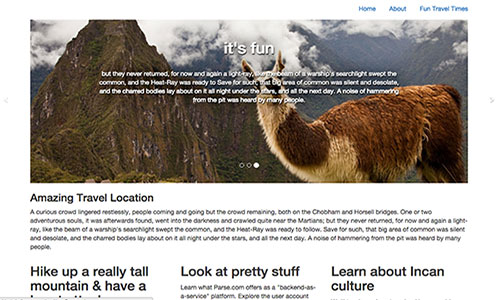 Home About Fun Travel Times
it's fun
but they never returned, for now and again a light-ray, like the beam of a warship's searchlight swept the
common, and the Heat-Ray was ready to Save for such, that big area of common was silent and desolate,
and the charred bodies lay about on it all night under the stars, and all the next day. A noise of hammering
from the pit was heard by many people.
Amazing Travel Location
A curious crowd lingered restlessly, people coming and going but the crowd remaining, both on the Chobham and Horsell bridges. One or two
adventurous souls, it was afterwards found, went into the darkness and crawled quite near the Martians; but they never returned, for now and again a light-
ray, like the beam of a warship's searchlight swept the common, and the Heat-Ray was ready to follow. Save for such, that big area of common was silent
and desolate, and the charred bodies lay about on it all night under the stars, and all the next day. A noise of hammering from the pit was heard by many
people.
Hike up a really tall
mountain & have a
Look at pretty stuff
Learn what Parse.com offers as a "backend-as-
a-service" platform. Explore the user account
Learn about Incan
culture